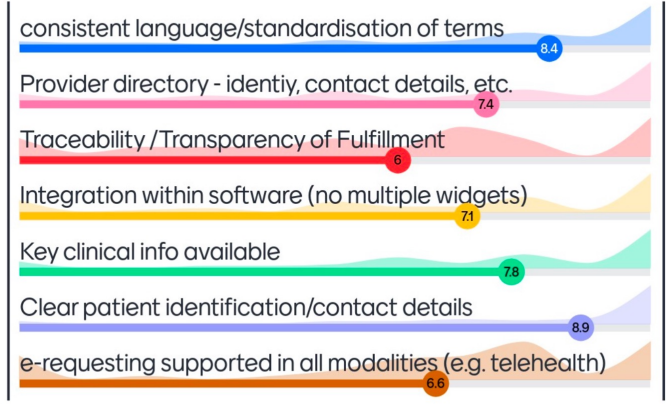 consistent language/standardisation of terms
8.4
Provider directory - identiy, contact details, etc.
7.4
Traceability /Transparency of Fulfillment
6
Integration within software (no multiple widgets)
7.1
Key clinical info available
7.8
Clear patient identification/contact details
8.9
e-requesting supported in all modalities (e.g. telehealth)
6.6